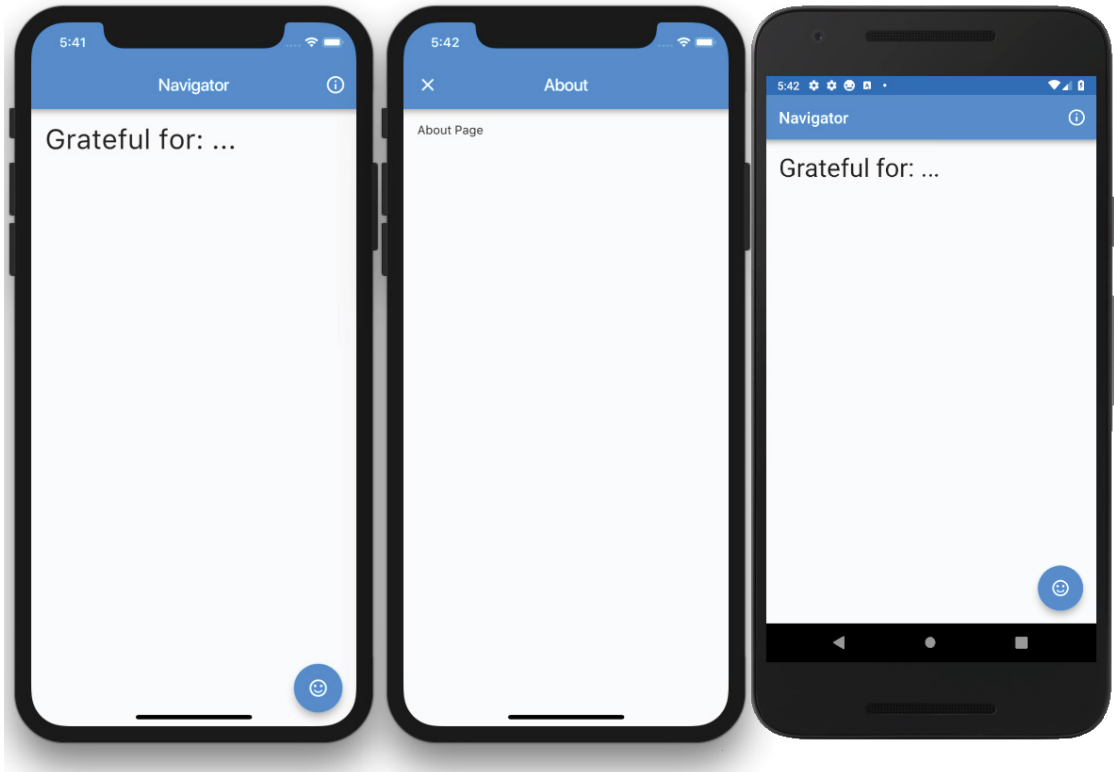 5:41
Navigator
Grateful for: ...
5:42
About
About Page
5:42
Navigator
Grateful for: ...